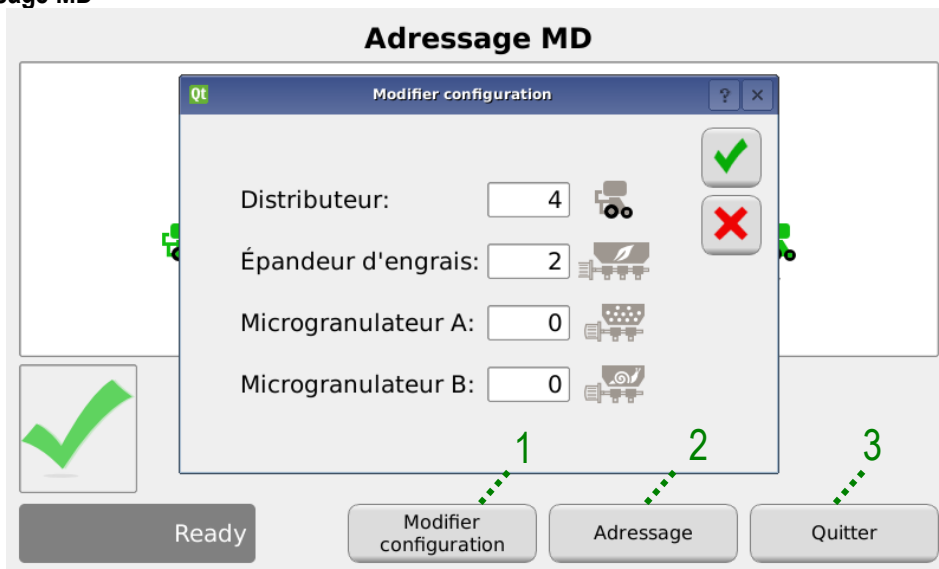 Adressage MD
Qt
Modifier configuration
?
×
Distributeur: 4
Épandeur d'engrais: 2
Microgranulateur A: 0
Microgranulateur B: 0
1 2 3
Ready
Modifier
configuration
Adressage
Quitter